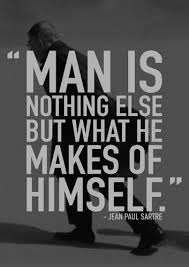 “MAN IS
NOTHING ELSE
BUT WHAT HE
MAKES OF
HIMSELF.”
- JEAN PAUL SARTRE